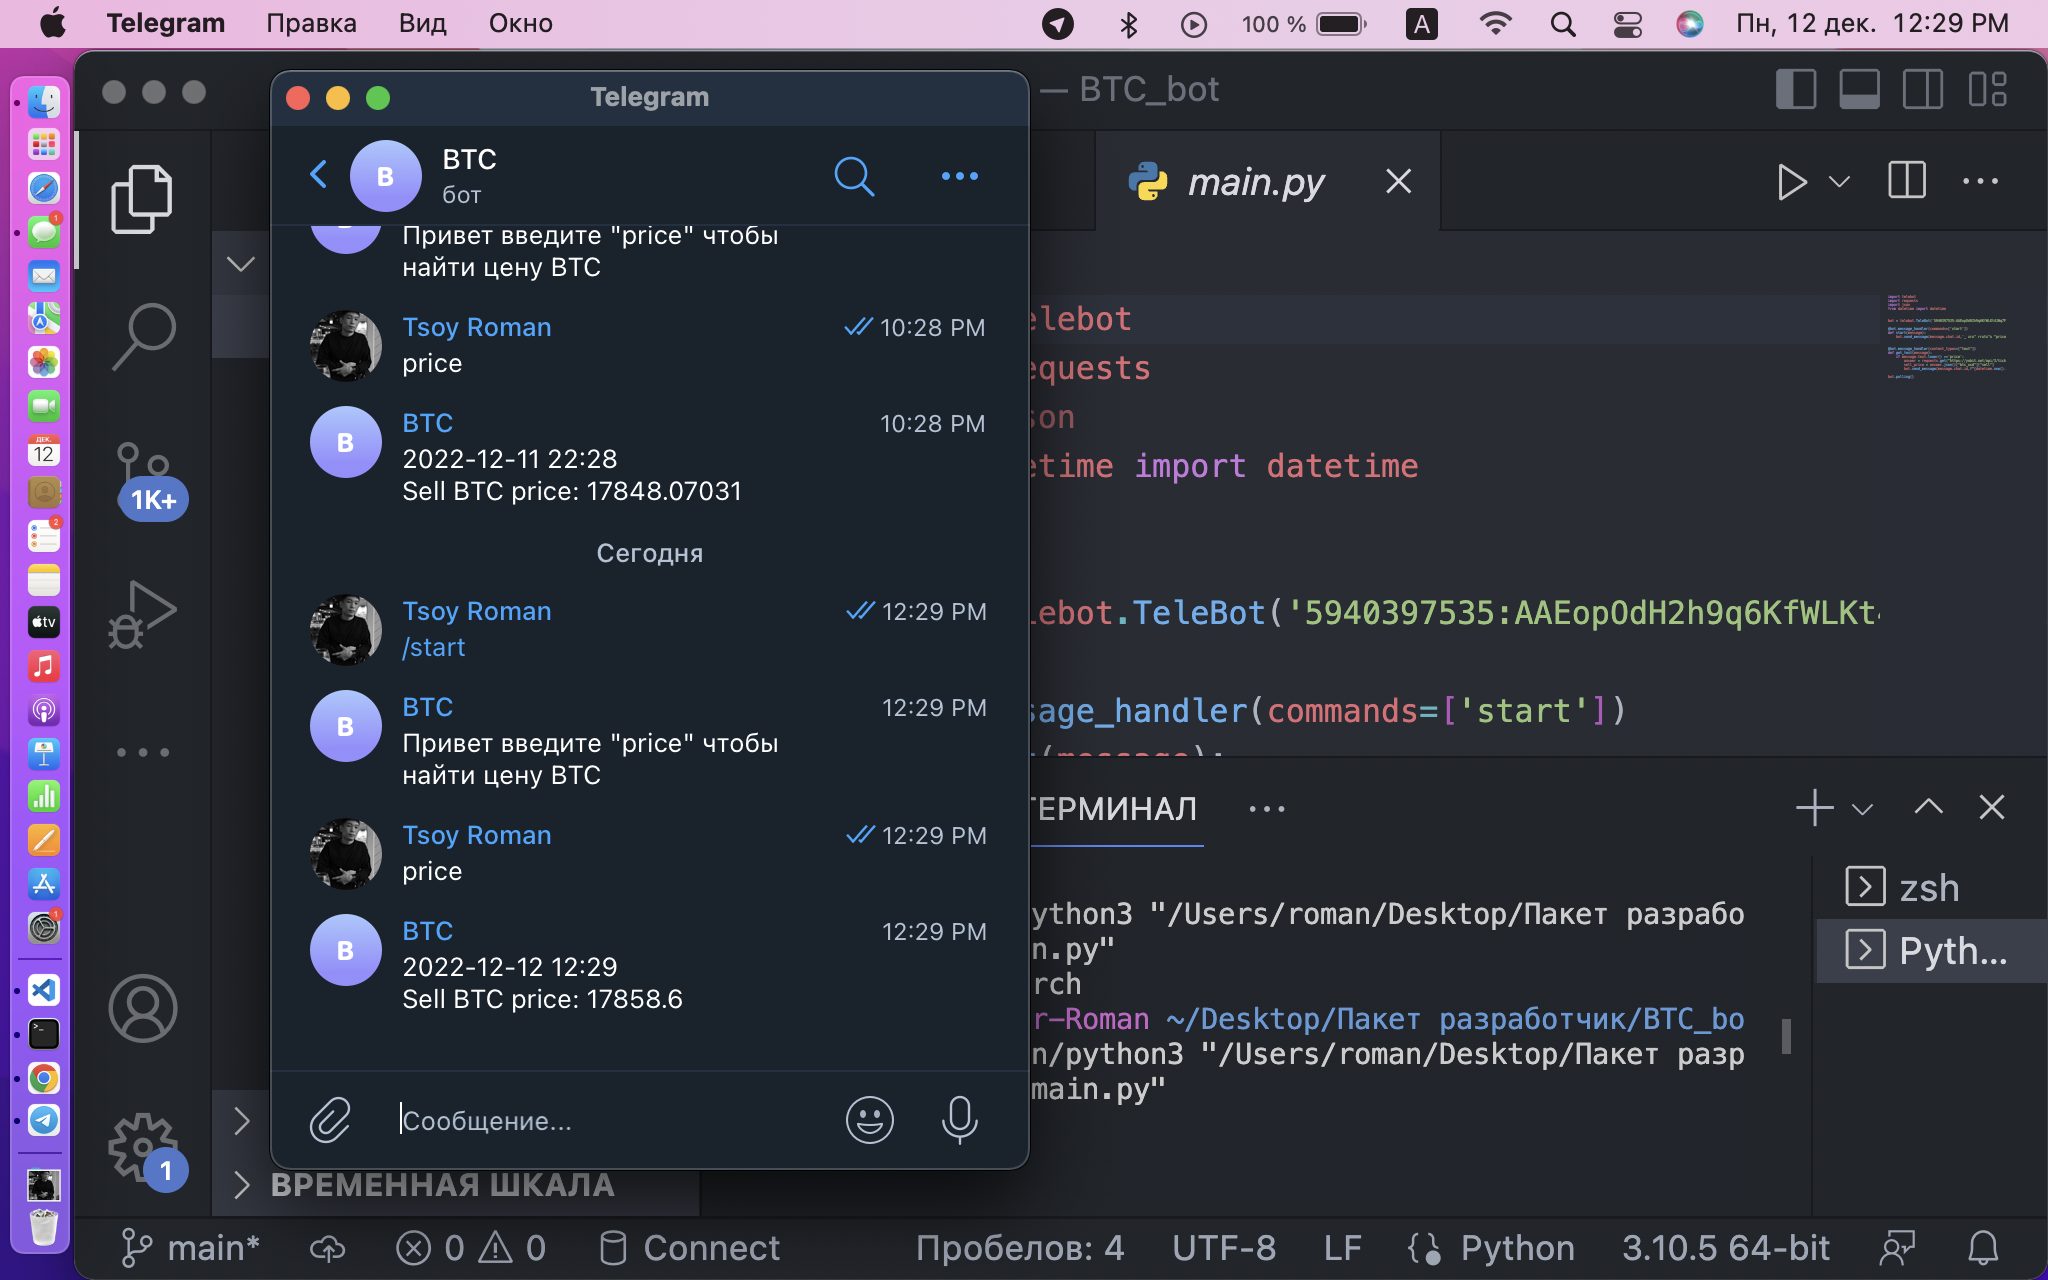 Telegram Правка Вид Окно 100 % A Пн, 12 дек. 12:29 PM
Telegram
— BTC_bot
B BTC
бот
main.py
Привет введите "price" чтобы
найти цену BTC
Tsoy Roman 10:28 PM
price
B BTC 10:28 PM
2022-12-11 22:28
Sell BTC price: 17848.07031
Сегодня
Tsoy Roman 12:29 PM
/start
B BTC 12:29 PM
Привет введите "price" чтобы
найти цену BTC
Tsoy Roman 12:29 PM
price
B BTC 12:29 PM
2022-12-12 12:29
Sell BTC price: 17858.6
Сообщение...
1K+
1
ВРЕМЕННАЯ ШКАЛА
lebot
equests
son
etime import datetime
lebot.TeleBot('5940397535:AAEopOdH2h9q6KfWLKt
sage_handler(commands=['start'])
ТЕРМИНАЛ
ython3 "/Users/roman/Desktop/Пакет разрабо
n.py"
rch
r-Roman ~/Desktop/Пакет разработчик/BTC_bo
n/python3 "/Users/roman/Desktop/Пакет разр
main.py"
zsh
Pyth...
main* 0 0 Connect Пробелов: 4 UTF-8 LF Python 3.10.5 64-bit
ДЕК.
12
tv
1
2
1